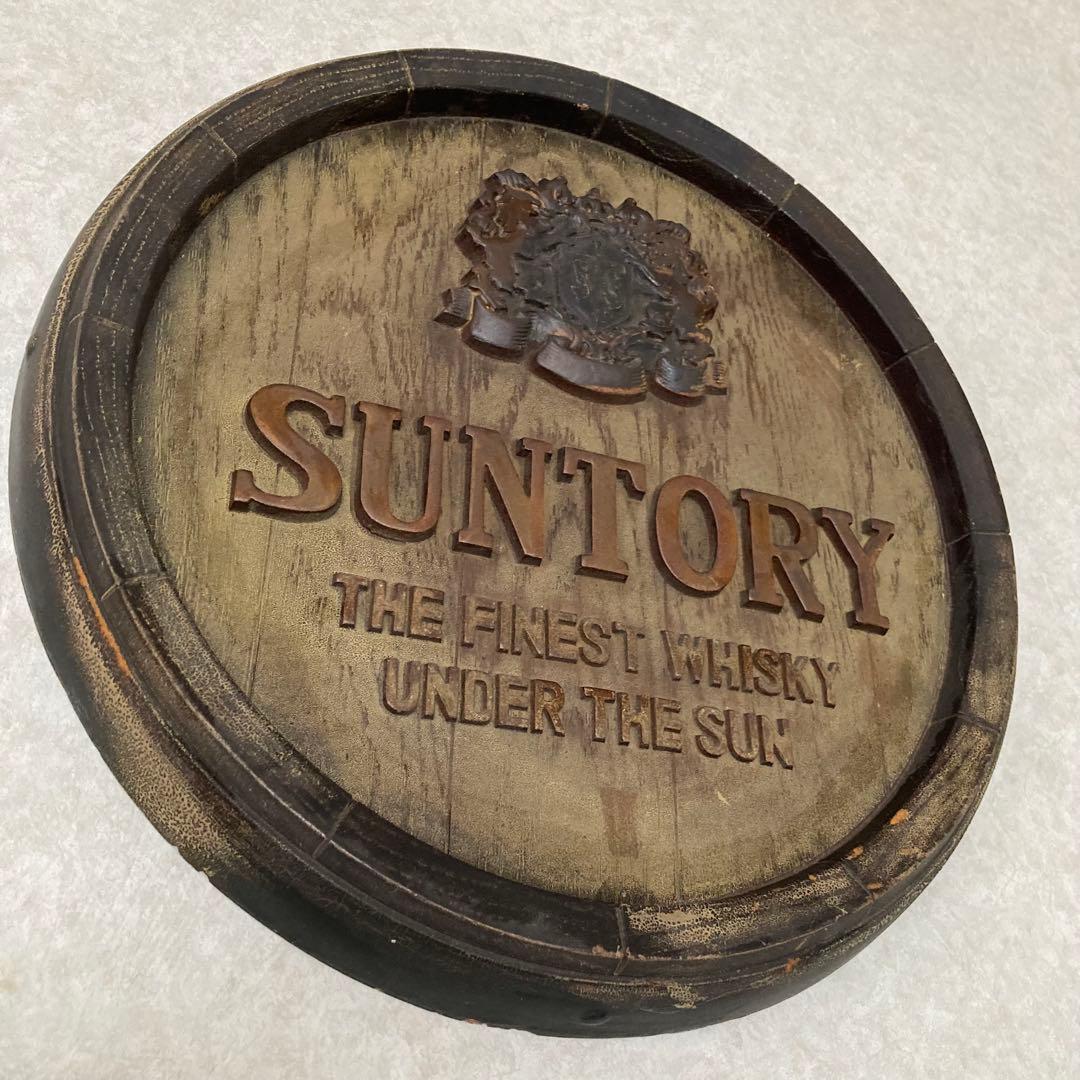 SUNTORY
THE FINEST WHISKY
UNDER THE SUN